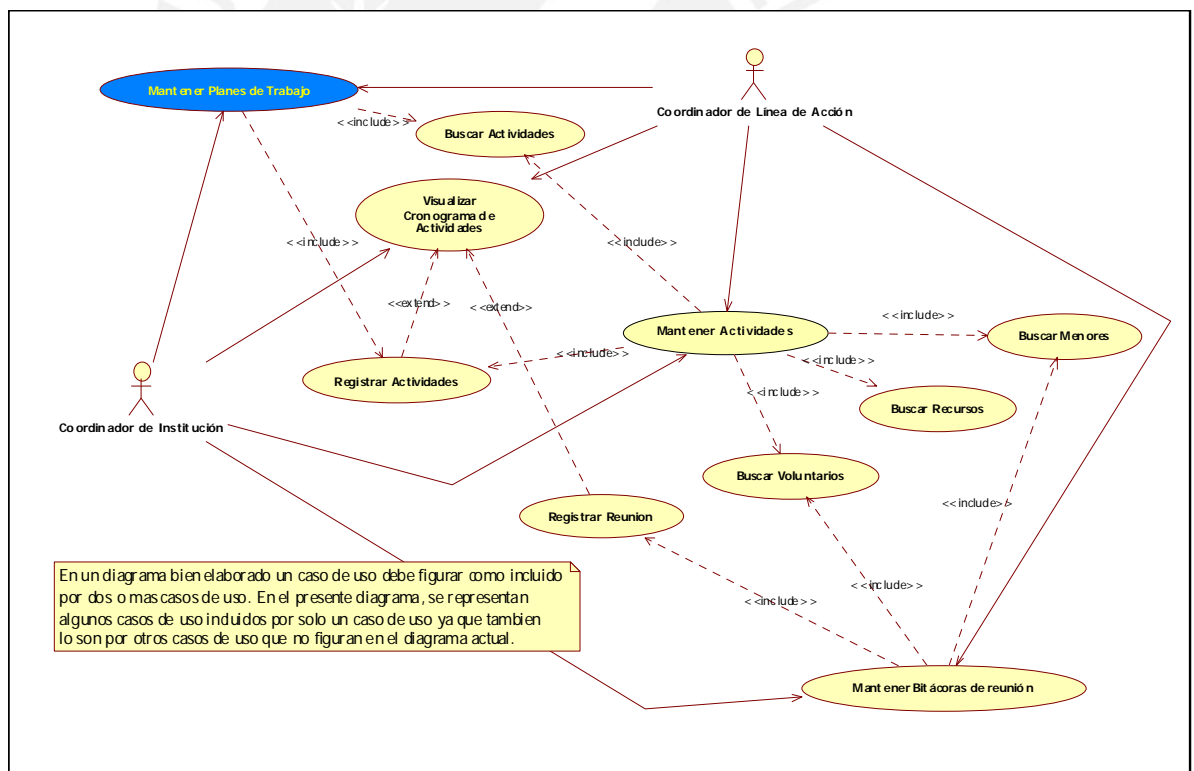 Mantener Planes de Trabajo
Coordinador de Línea de Acción
<<include>>
Buscar Actividades
Visualizar
Cronograma de
Actividades
<<include>>
<<include>>
<<extend>>
<<extend>>
Mantener Actividades
<<include>>
Buscar Menores
<<include>>
<<include>>
Registrar Actividades
<<include>>
Buscar Recursos
Coordinador de Institución
Buscar Voluntarios
<<include>>
Registrar Reunion
En un diagrama bien elaborado un caso de uso debe figurar como incluido
por dos o mas casos de uso. En el presente diagrama, se representan
algunos casos de uso incluidos por solo un caso de uso ya que tambien
lo son por otros casos de uso que no figuran en el diagrama actual.
<<include>>
<<include>>
Mantener Bitácoras de reunión